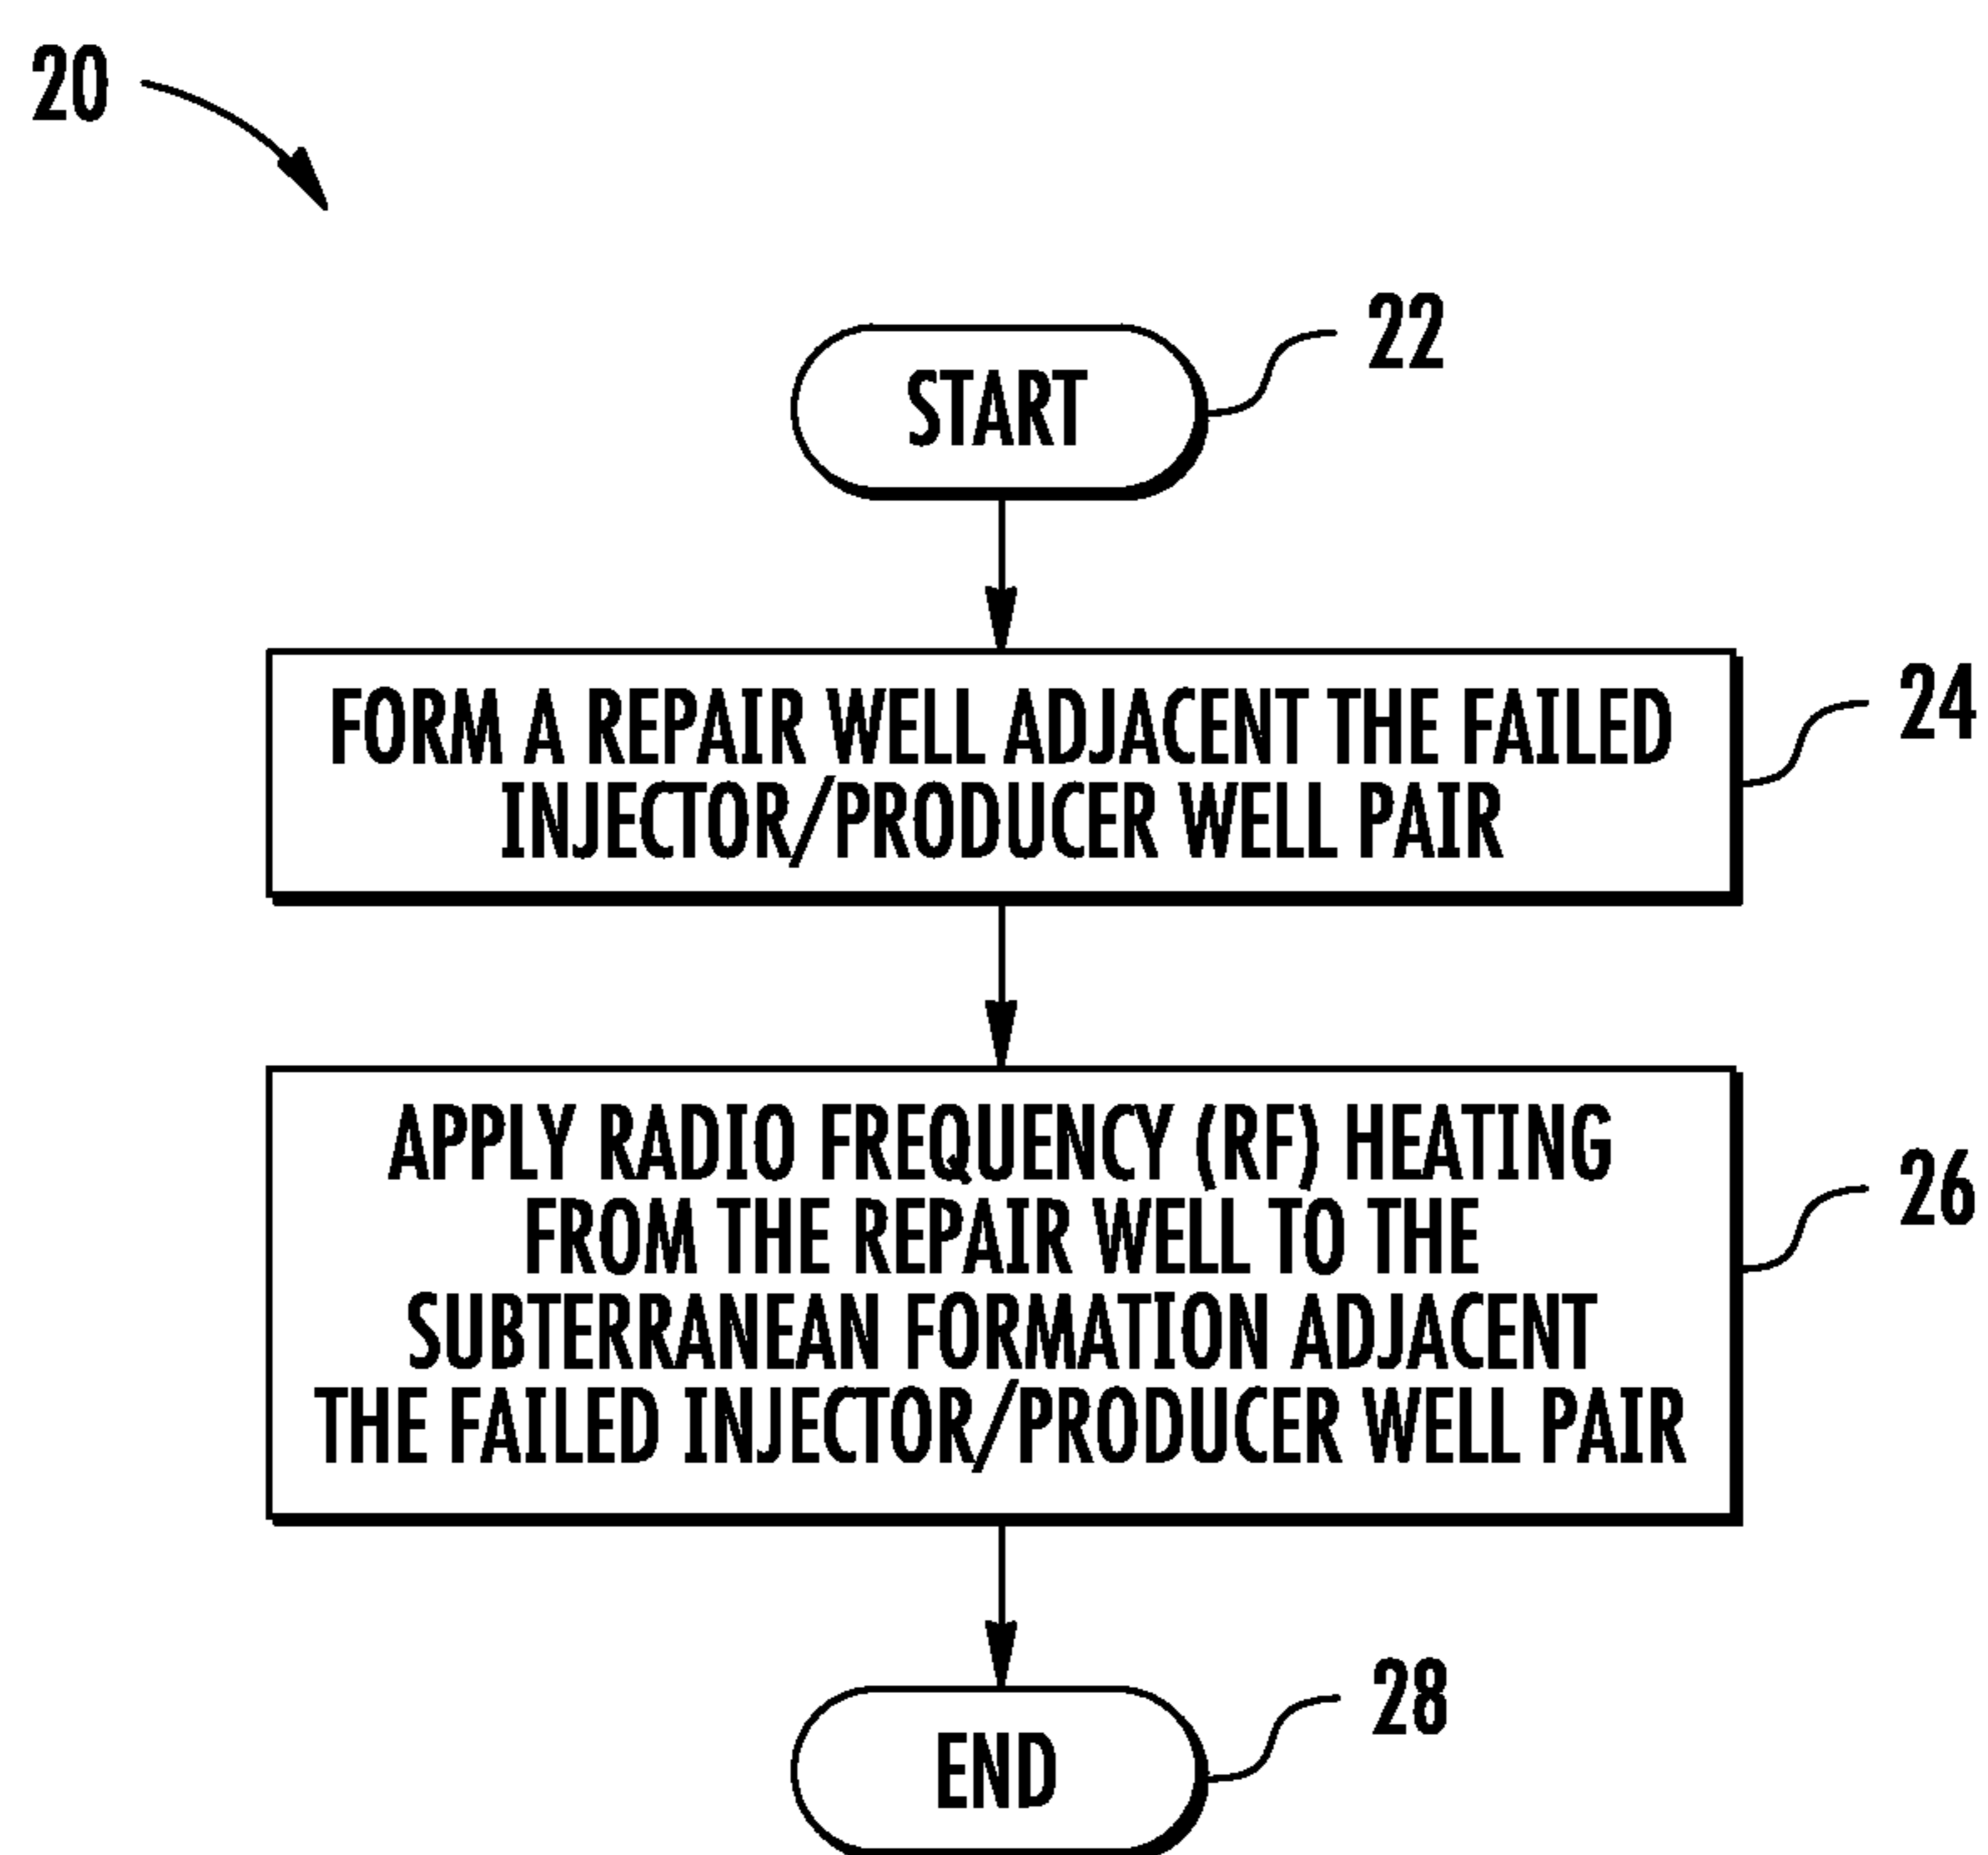 20
START
22
FORM A REPAIR WELL ADJACENT THE FAILED
INJECTOR/PRODUCER WELL PAIR
24
APPLY RADIO FREQUENCY (RF) HEATING
FROM THE REPAIR WELL TO THE
SUBTERRANEAN FORMATION ADJACENT
THE FAILED INJECTOR/PRODUCER WELL PAIR
26
END
28